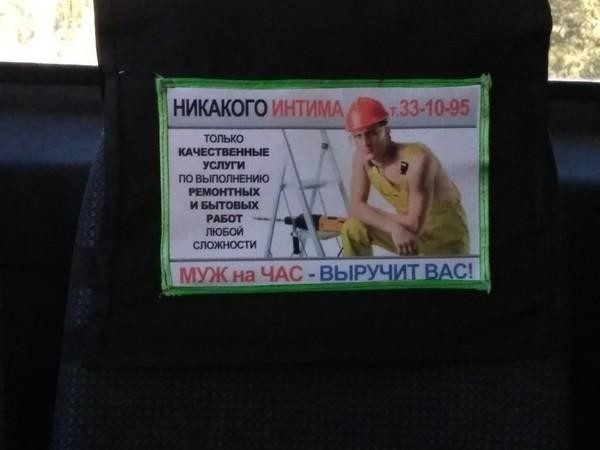 НИКАКОГО ИНТИМА т.33-10-95
ТОЛЬКО
КАЧЕСТВЕННЫЕ
УСЛУГИ
ПО ВЫПОЛНЕНИЮ
РЕМОНТНЫХ
И БЫТОВЫХ
РАБОТ
ЛЮБОЙ
СЛОЖНОСТИ
МУЖ на ЧАС - ВЫРУЧИТ ВАС!